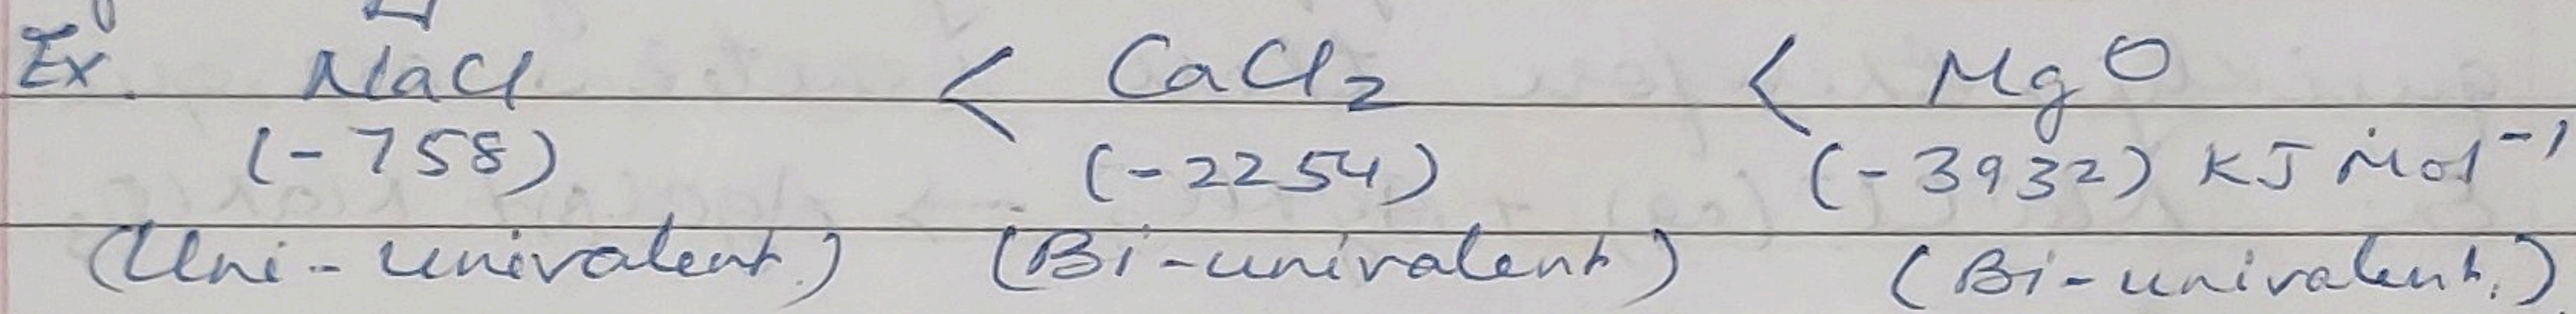 Ex. NaCl < CaCl₂ < MgO
(-758) (-2254) (-3932) KJ Mol⁻¹
(Uni-univalent.) (Bi-univalent) (Bi-univalent.)